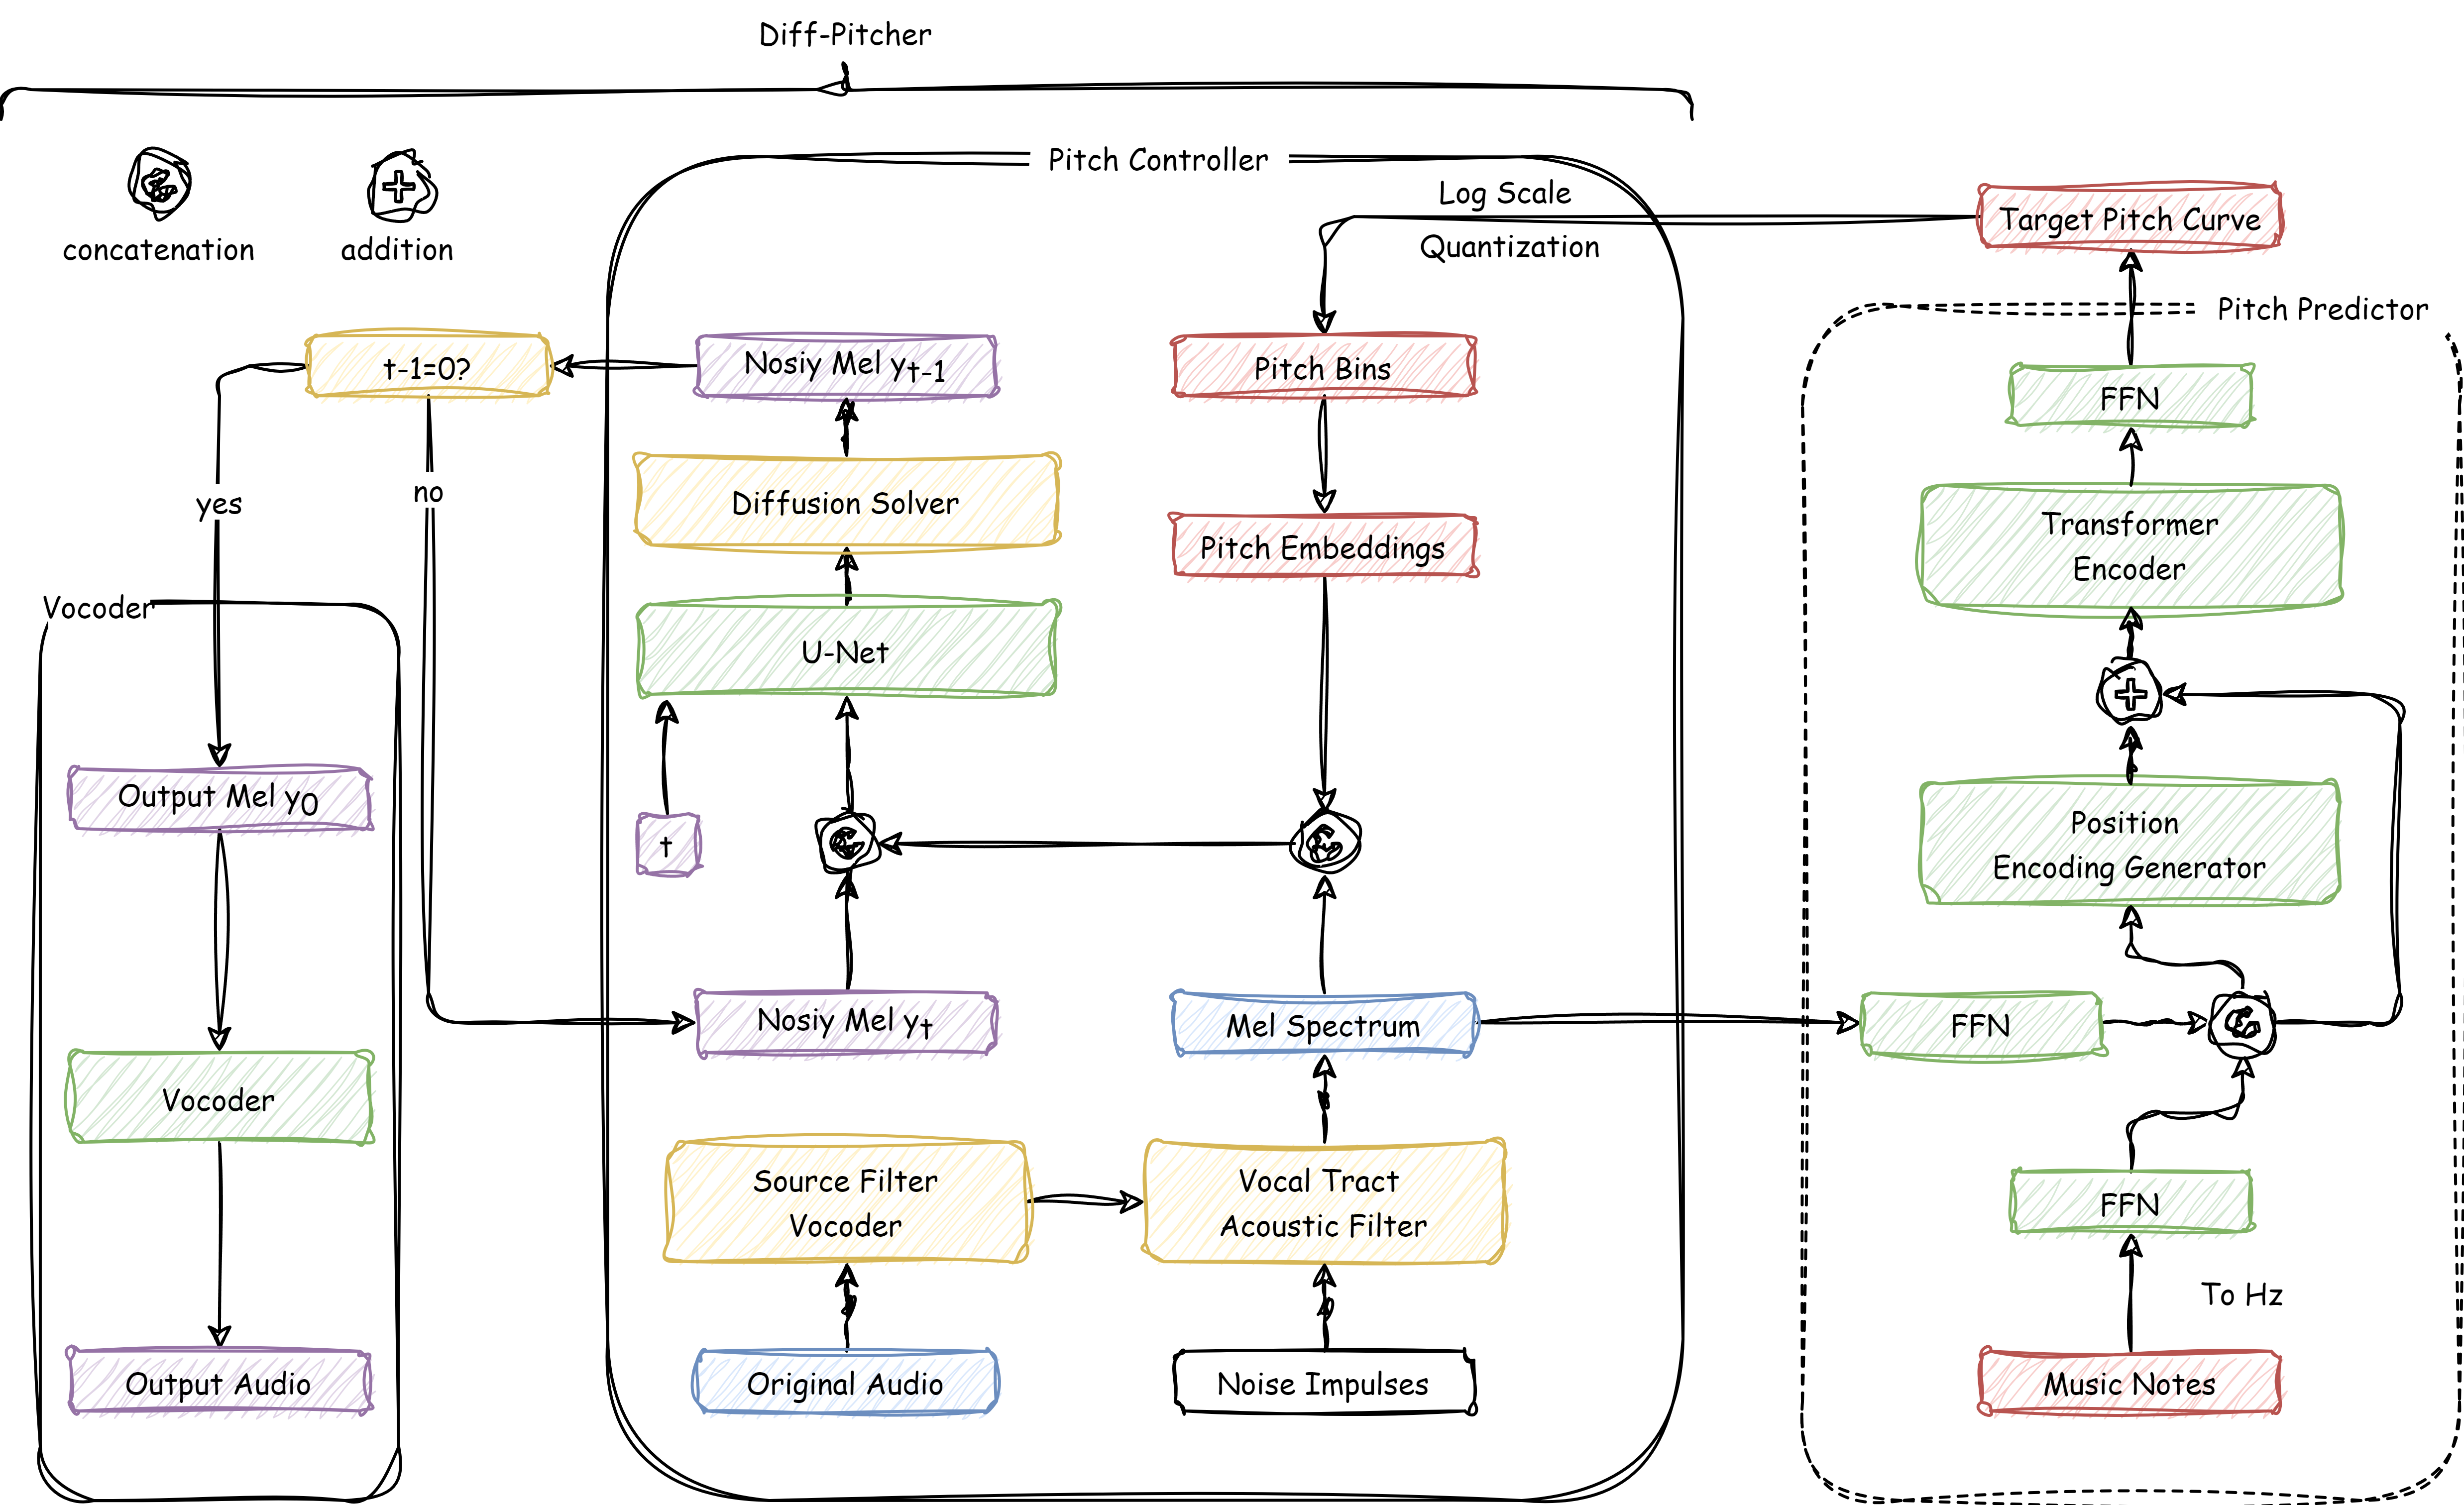 Diff-Pitcher
Pitch Controller
concatenation
addition
Log Scale
Quantization
Target Pitch Curve
Pitch Predictor
t-1=0?
Nosiy Mel yt-1
Pitch Bins
FFN
yes
no
Diffusion Solver
Pitch Embeddings
Transformer
Encoder
Vocoder
U-Net
Output Mel y0
t
Position
Encoding Generator
Nosiy Mel yt
Mel Spectrum
FFN
Vocoder
Source Filter
Vocoder
Vocal Tract
Acoustic Filter
FFN
To Hz
Output Audio
Original Audio
Noise Impulses
Music Notes